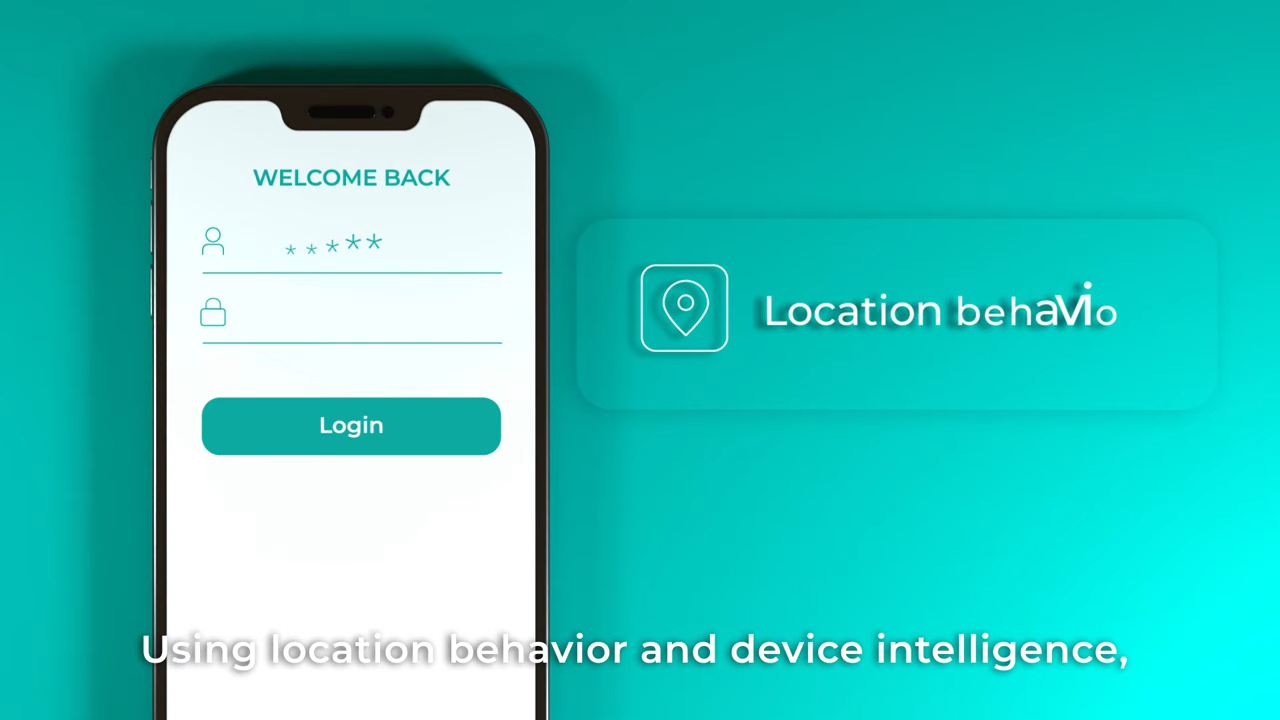 WELCOME BACK
*****
Location behavio
Login
Using location behavior and device intelligence,